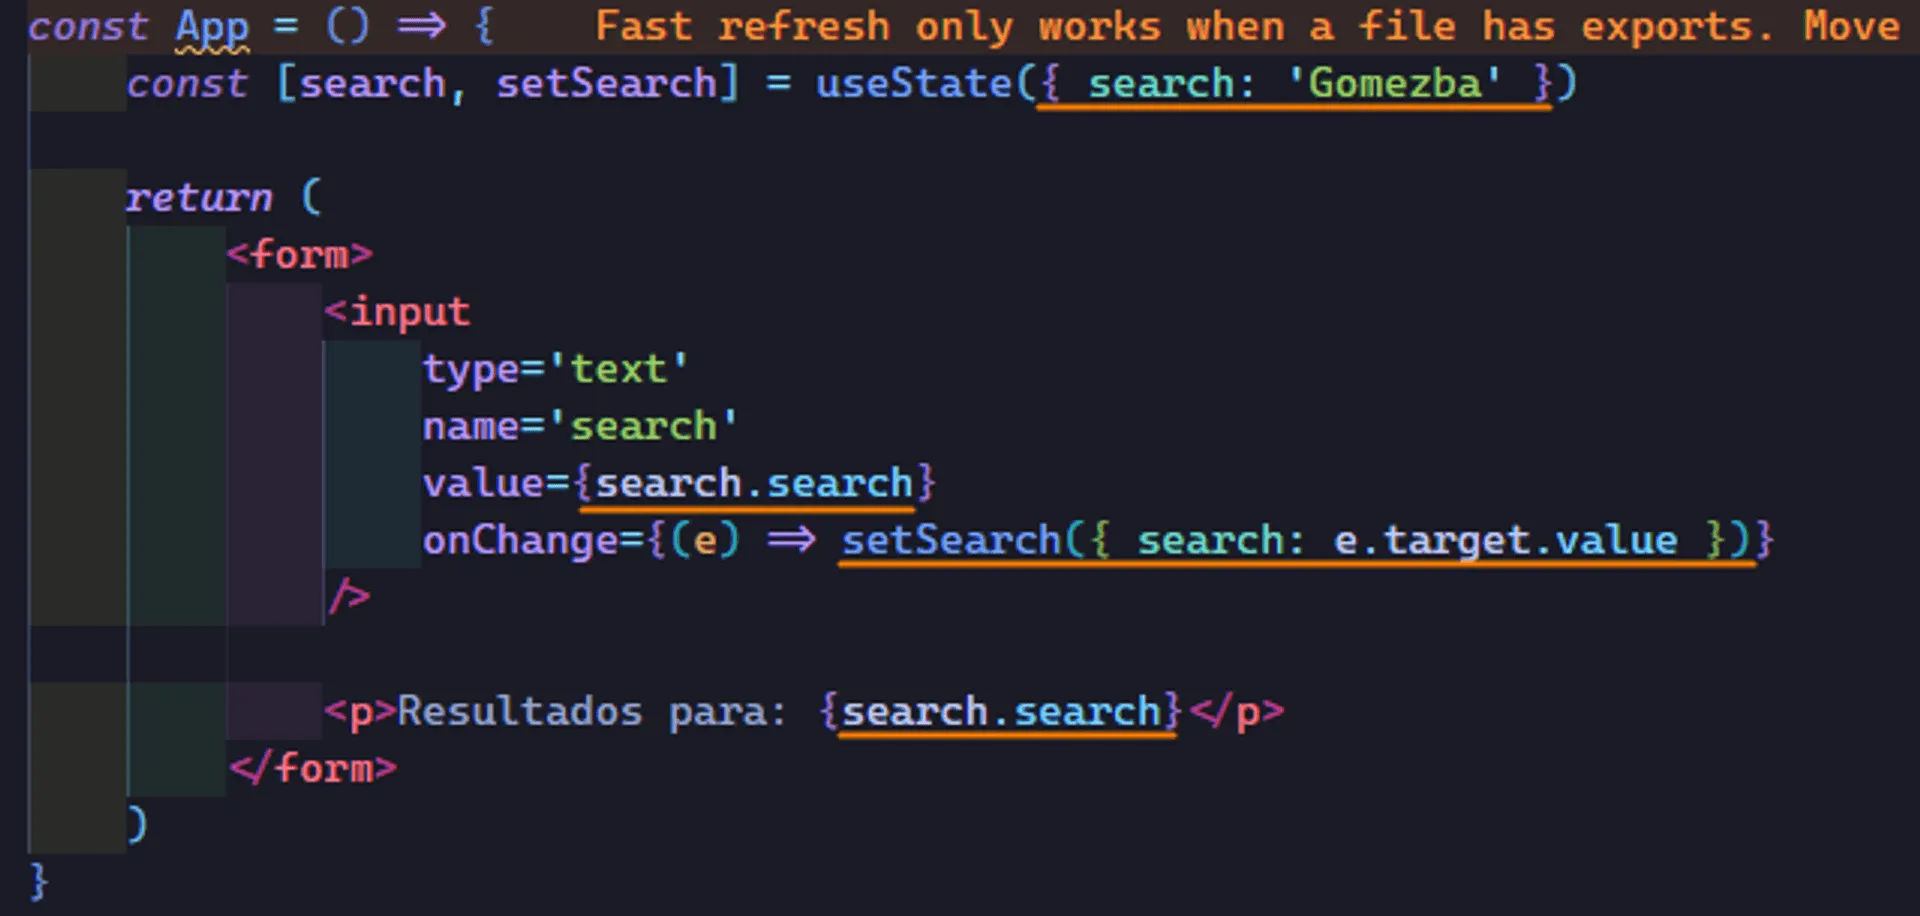 const App = () => {    Fast refresh only works when a file has exports. Move
    const [search, setSearch] = useState({ search: 'Gomezba' })
    return (
        <form>
            <input
                type='text'
                name='search'
                value={search.search}
                onChange={(e) => setSearch({ search: e.target.value })}
            />
            <p>Resultados para: {search.search}</p>
        </form>
    )
}